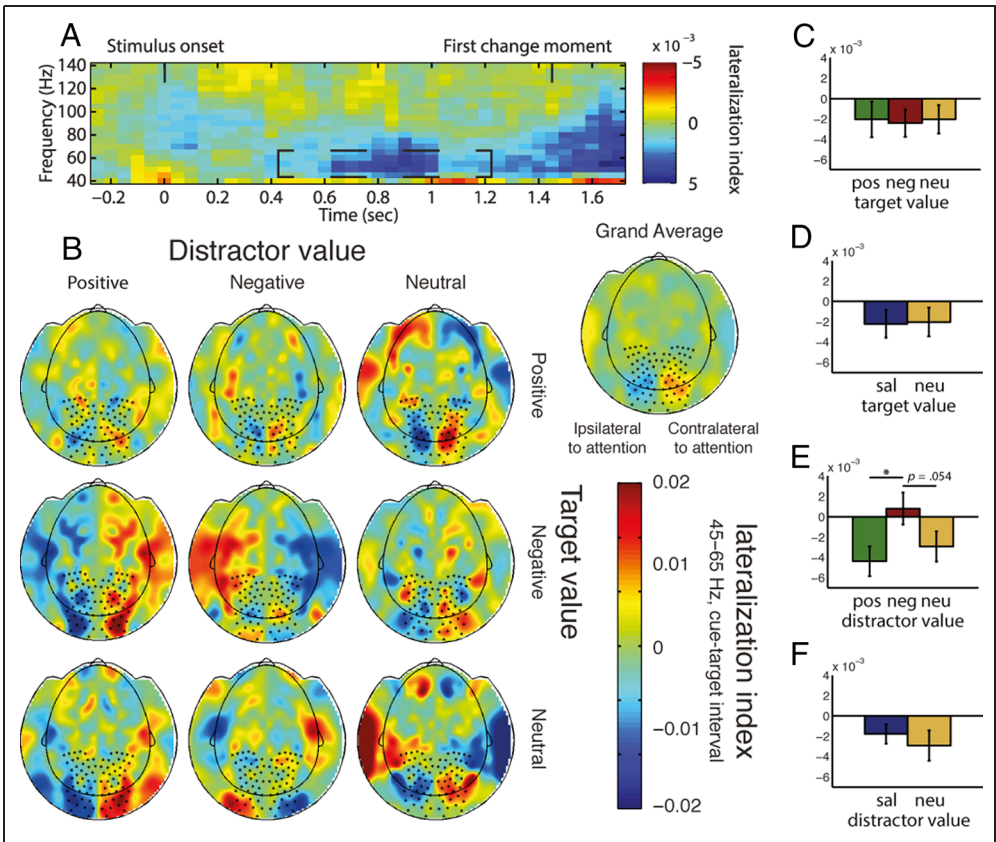 A
Stimulus onset
First change moment
Frequency (Hz)
140
120
100
80
60
40
−0.2 0 0.2 0.4 0.6 0.8 1 1.2 1.4 1.6
Time (sec)
x 10⁻³
−5
0
5
lateralization index
B
Distractor value
Positive Negative Neutral
Positive
Negative
Neutral
Target value
Grand Average
Ipsilateral
to attention
Contralateral
to attention
0.02
0.01
0
−0.01
−0.02
lateralization index
45–65 Hz, cue-target interval
C
x 10⁻³
4
2
0
−2
−4
−6
pos neg neu
target value
D
x 10⁻³
4
2
0
−2
−4
−6
sal neu
target value
E
x 10⁻³
4
2
0
−2
−4
−6
* p = .054
pos neg neu
distractor value
F
x 10⁻³
4
2
0
−2
−4
−6
sal neu
distractor value